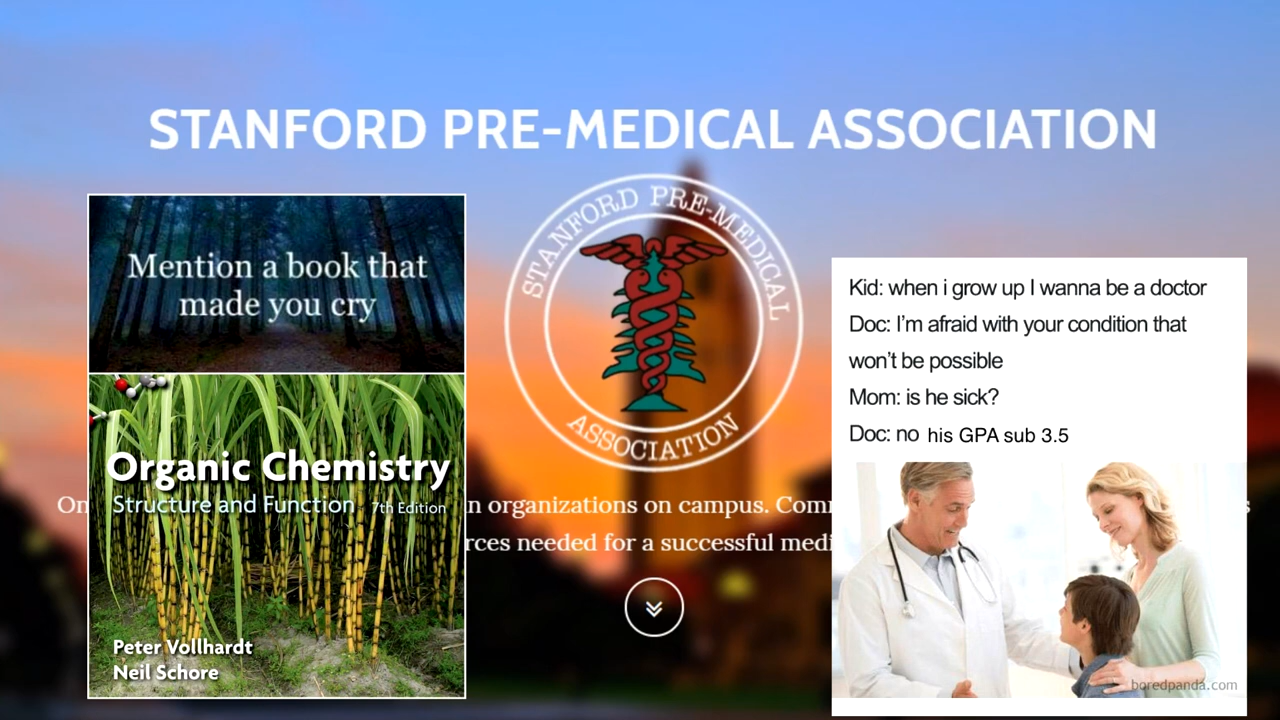 STANFORD PRE-MEDICAL ASSOCIATION
STANFORD PRE-MEDICAL
ASSOCIATION
Mention a book that
made you cry
Organic Chemistry
Structure and Function 7th Edition
Peter Vollhardt
Neil Schore
On
n organizations on campus. Com
rces needed for a successful medi
Kid: when i grow up I wanna be a doctor
Doc: I’m afraid with your condition that
won’t be possible
Mom: is he sick?
Doc: no his GPA sub 3.5
boredpanda.com